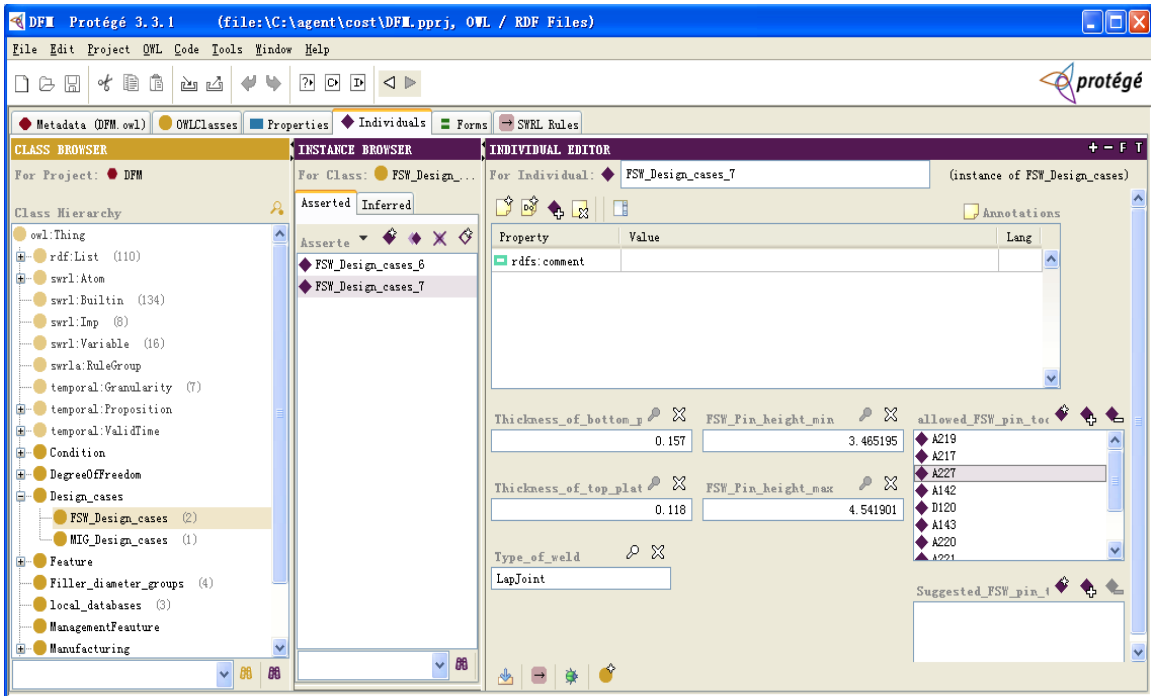 DFM Protégé 3.3.1 (file:\C:\agent\cost\DFM.pprj, OWL / RDF Files)
File Edit Project OWL Code Tools Window Help
protégé
Metadata (DFM.owl) OWLClasses Properties Individuals Forms SWRL Rules
CLASS BROWSER
For Project: DFM
Class Hierarchy
owl:Thing
rdf:List (110)
swrl:Atom
swrl:Builtin (134)
swrl:Imp (8)
swrl:Variable (16)
swrla:RuleGroup
temporal:Granularity (7)
temporal:Proposition
temporal:ValidTime
Condition
DegreeOfFreedom
Design_cases
FSW_Design_cases (2)
MIG_Design_cases (1)
Feature
Filler_diameter_groups (4)
local_databases (3)
ManagementFeauture
Manufacturing
INSTANCE BROWSER
For Class: FSW_Design_...
Asserted Inferred
Asserte
FSW_Design_cases_6
FSW_Design_cases_7
INDIVIDUAL EDITOR + - F T
For Individual: FSW_Design_cases_7 (instance of FSW_Design_cases)
Annotations
Property Value Lang
rdfs:comment
Thickness_of_bottom_p FSW_Pin_height_min allowed_FSW_pin_too
0.157 3.465195
A219
A217
A227
A142
D120
A143
A220
A221
Thickness_of_top_plat FSW_Pin_height_max
0.118 4.541901
Type_of_weld
LapJoint
Suggested_FSW_pin_t